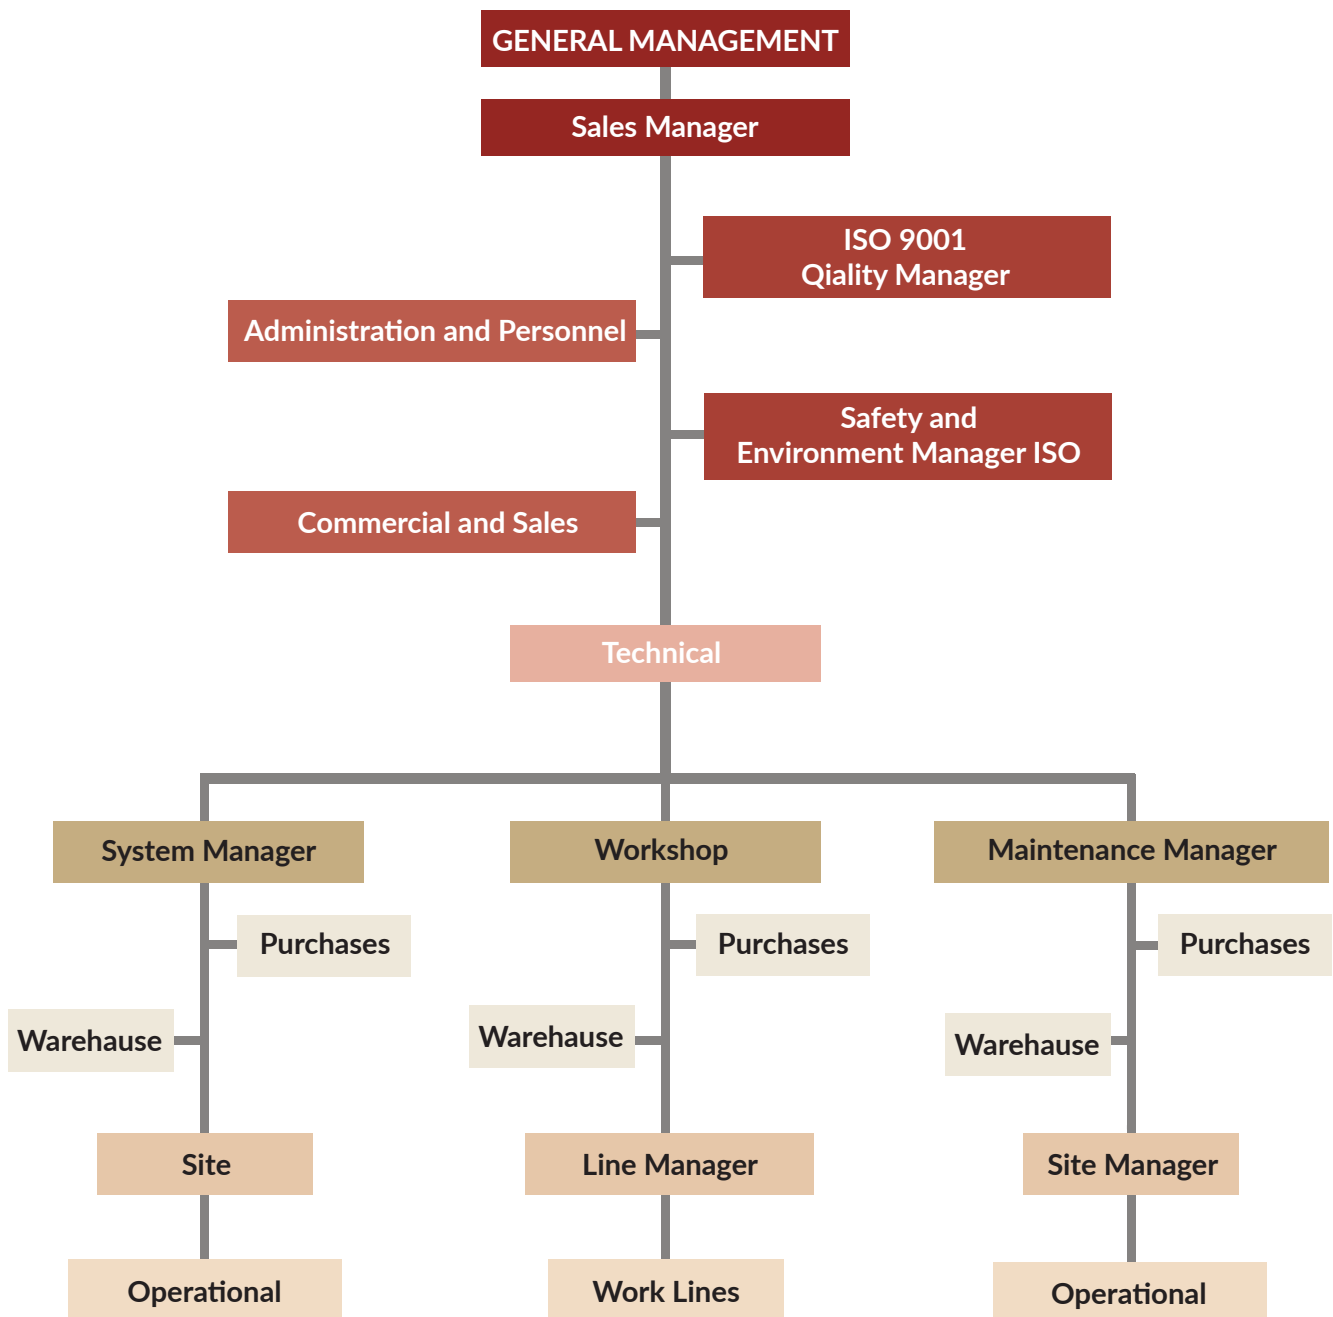 GENERAL MANAGEMENT
Sales Manager
ISO 9001
Qiality Manager
Administration and Personnel
Safety and
Environment Manager ISO
Commercial and Sales
Technical
System Manager
Workshop
Maintenance Manager
Purchases
Purchases
Purchases
Warehause
Warehause
Warehause
Site
Line Manager
Site Manager
Operational
Work Lines
Operational